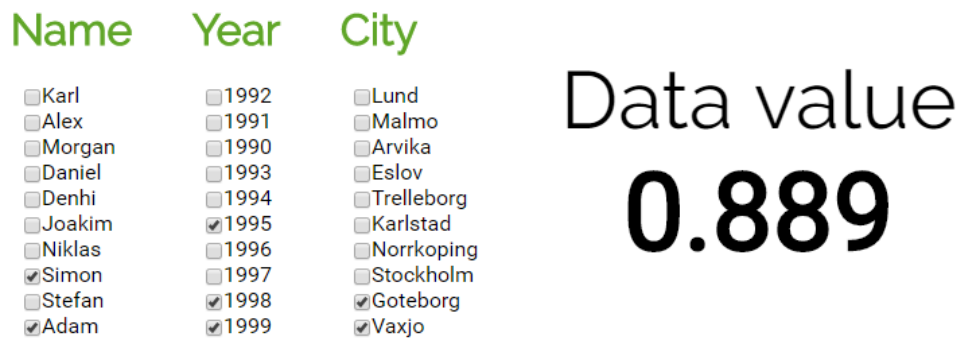 Name Year City
Karl 1992 Lund
Alex 1991 Malmo
Morgan 1990 Arvika
Daniel 1993 Eslov
Denhi 1994 Trelleborg
Joakim 1995 Karlstad
Niklas 1996 Norrkoping
Simon 1997 Stockholm
Stefan 1998 Goteborg
Adam 1999 Vaxjo
Data value
0.889